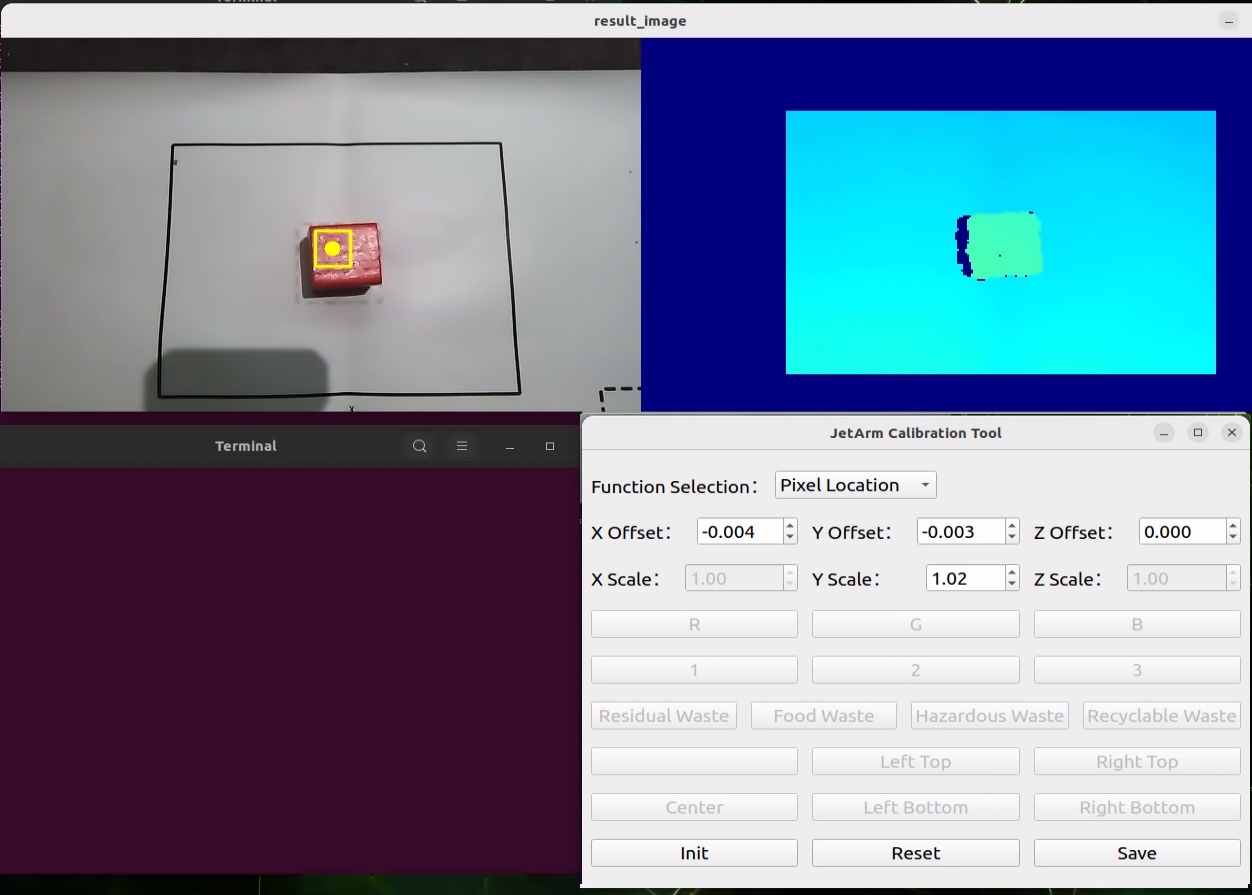 Terminal
result_image
x
Terminal
JetArm Calibration Tool
Function Selection: Pixel Location
X Offset: -0.004 Y Offset: -0.003 Z Offset: 0.000
X Scale: 1.00 Y Scale: 1.02 Z Scale: 1.00
R G B
1 2 3
Residual Waste Food Waste Hazardous Waste Recyclable Waste
Left Top Right Top
Center Left Bottom Right Bottom
Init Reset Save